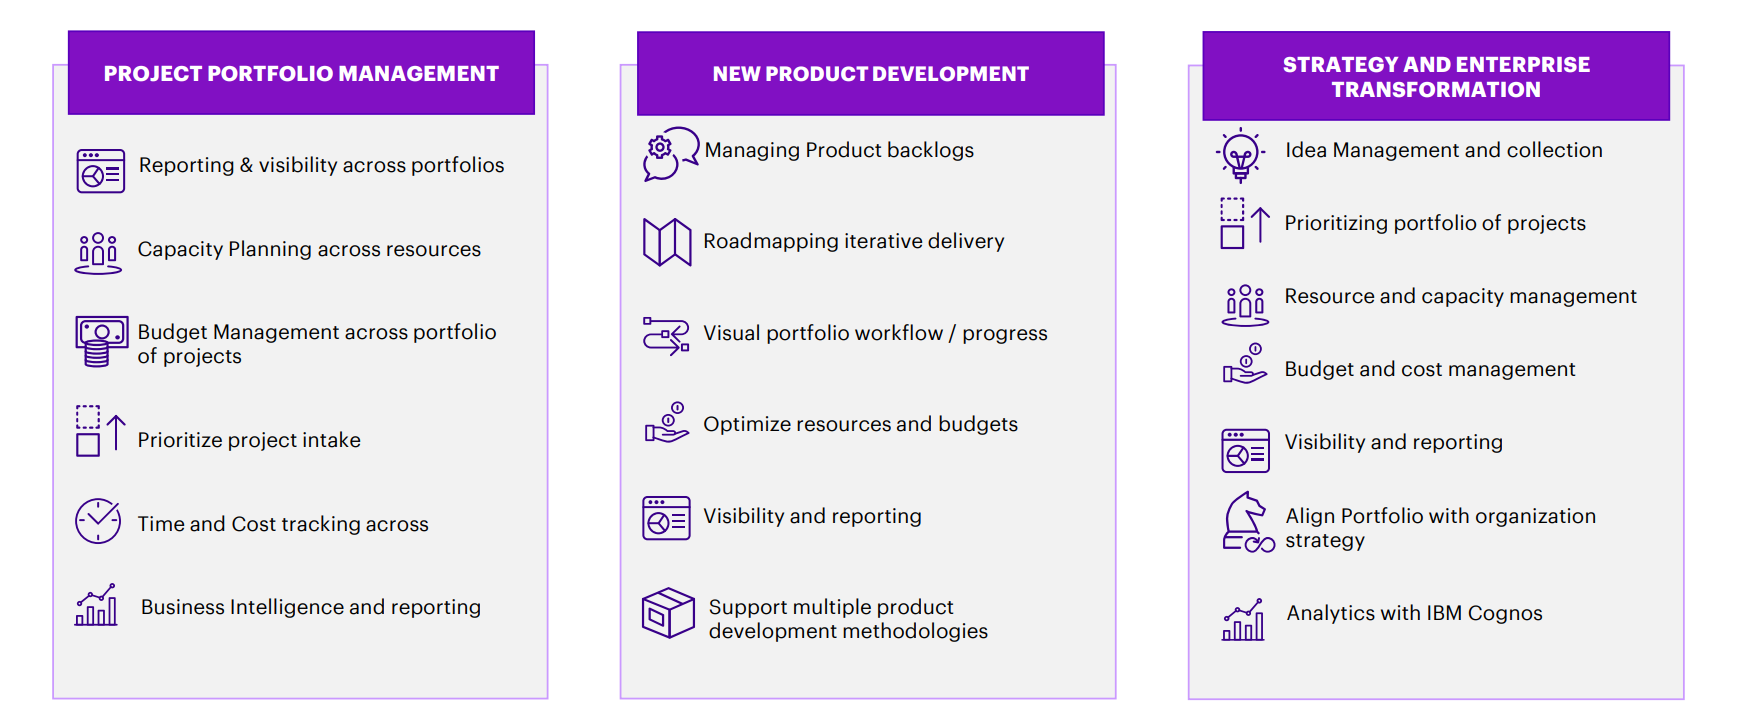 PROJECT PORTFOLIO MANAGEMENT
Reporting & visibility across portfolios
Capacity Planning across resources
Budget Management across portfolio
of projects
Prioritize project intake
Time and Cost tracking across
Business Intelligence and reporting
NEW PRODUCT DEVELOPMENT
Managing Product backlogs
Roadmapping iterative delivery
Visual portfolio workflow / progress
Optimize resources and budgets
Visibility and reporting
Support multiple product
development methodologies
STRATEGY AND ENTERPRISE
TRANSFORMATION
Idea Management and collection
Prioritizing portfolio of projects
Resource and capacity management
Budget and cost management
Visibility and reporting
Align Portfolio with organization
strategy
Analytics with IBM Cognos